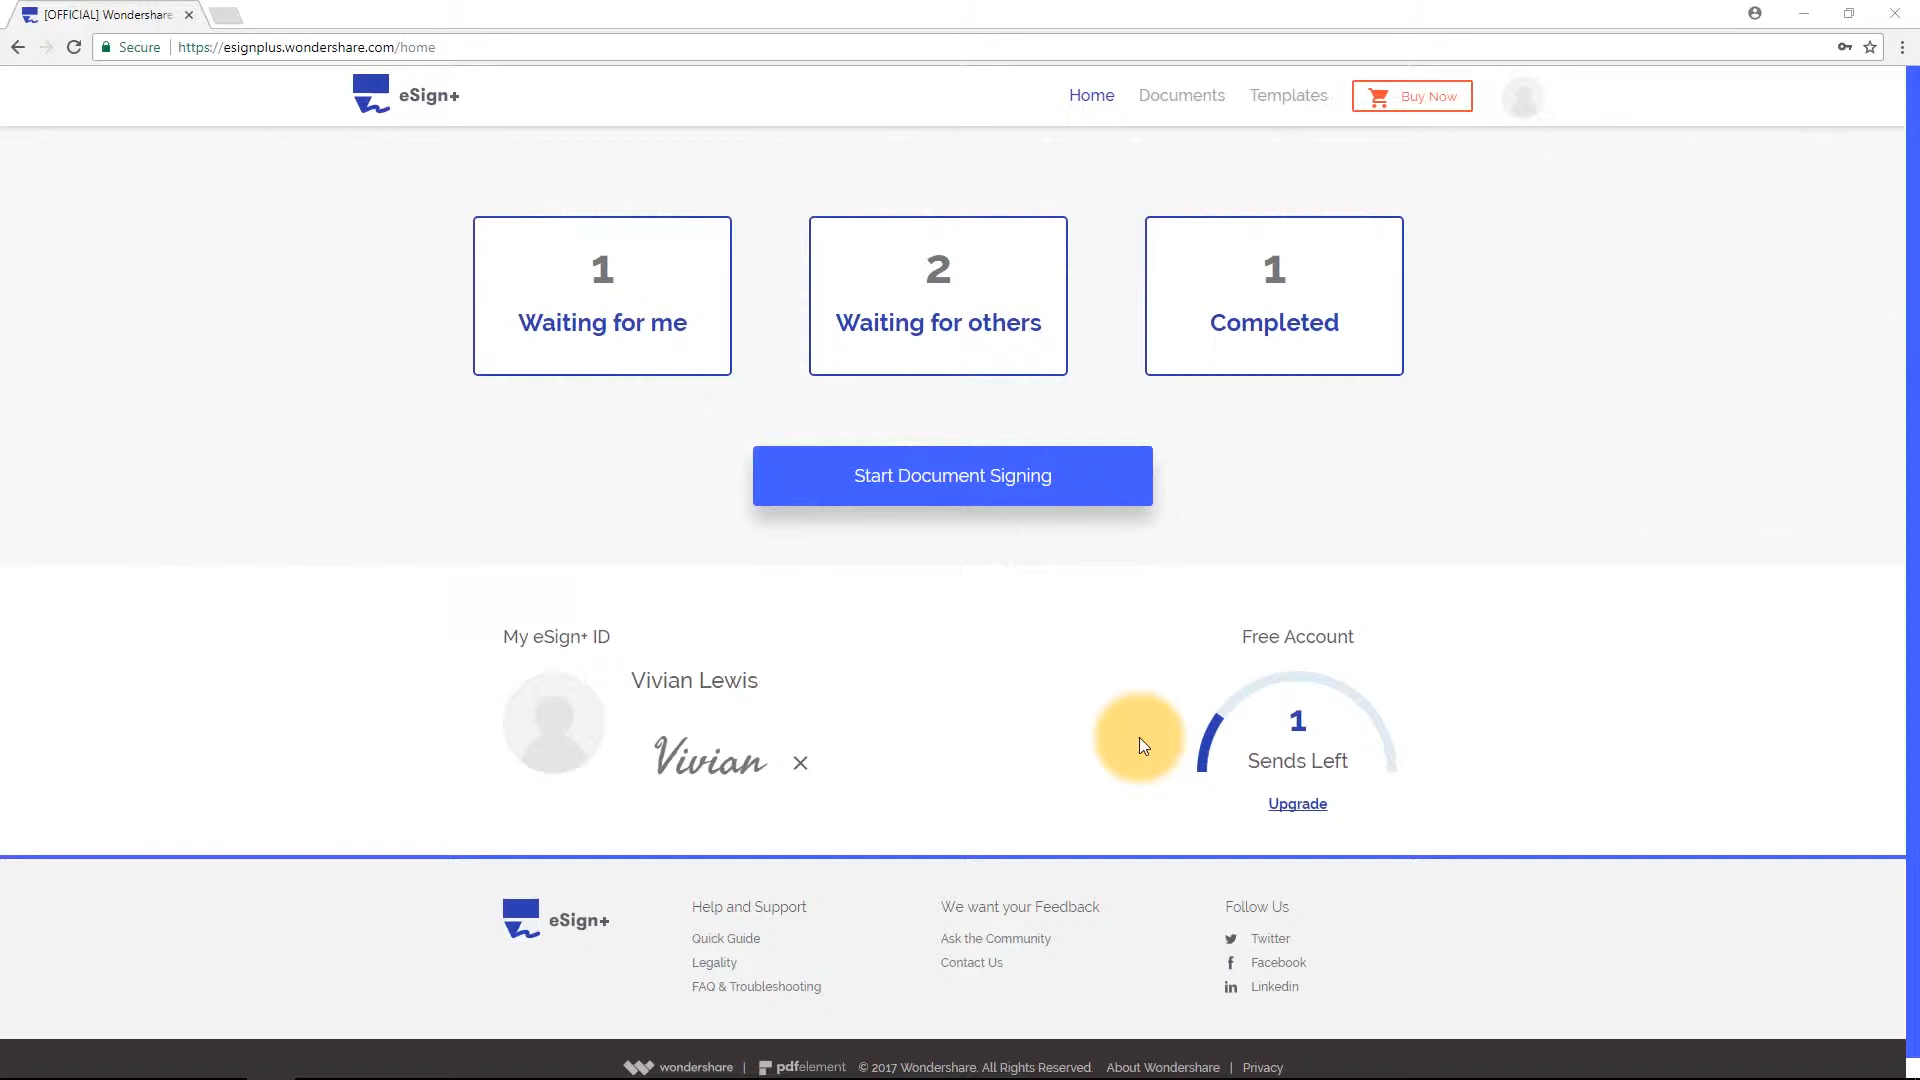 [OFFICIAL] Wondershare
Secure https://esignplus.wondershare.com/home
eSign+ Home Documents Templates Buy Now
1 2 1
Waiting for me Waiting for others Completed
Start Document Signing
My eSign+ ID Free Account
Vivian Lewis
1
Vivian
Sends Left
Upgrade
eSign+
Help and Support We want your Feedback Follow Us
Quick Guide Ask the Community Twitter
Legality Contact Us Facebook
FAQ & Troubleshooting Linkedin
wondershare | pdfelement © 2017 Wondershare. All Rights Reserved. About Wondershare | Privacy